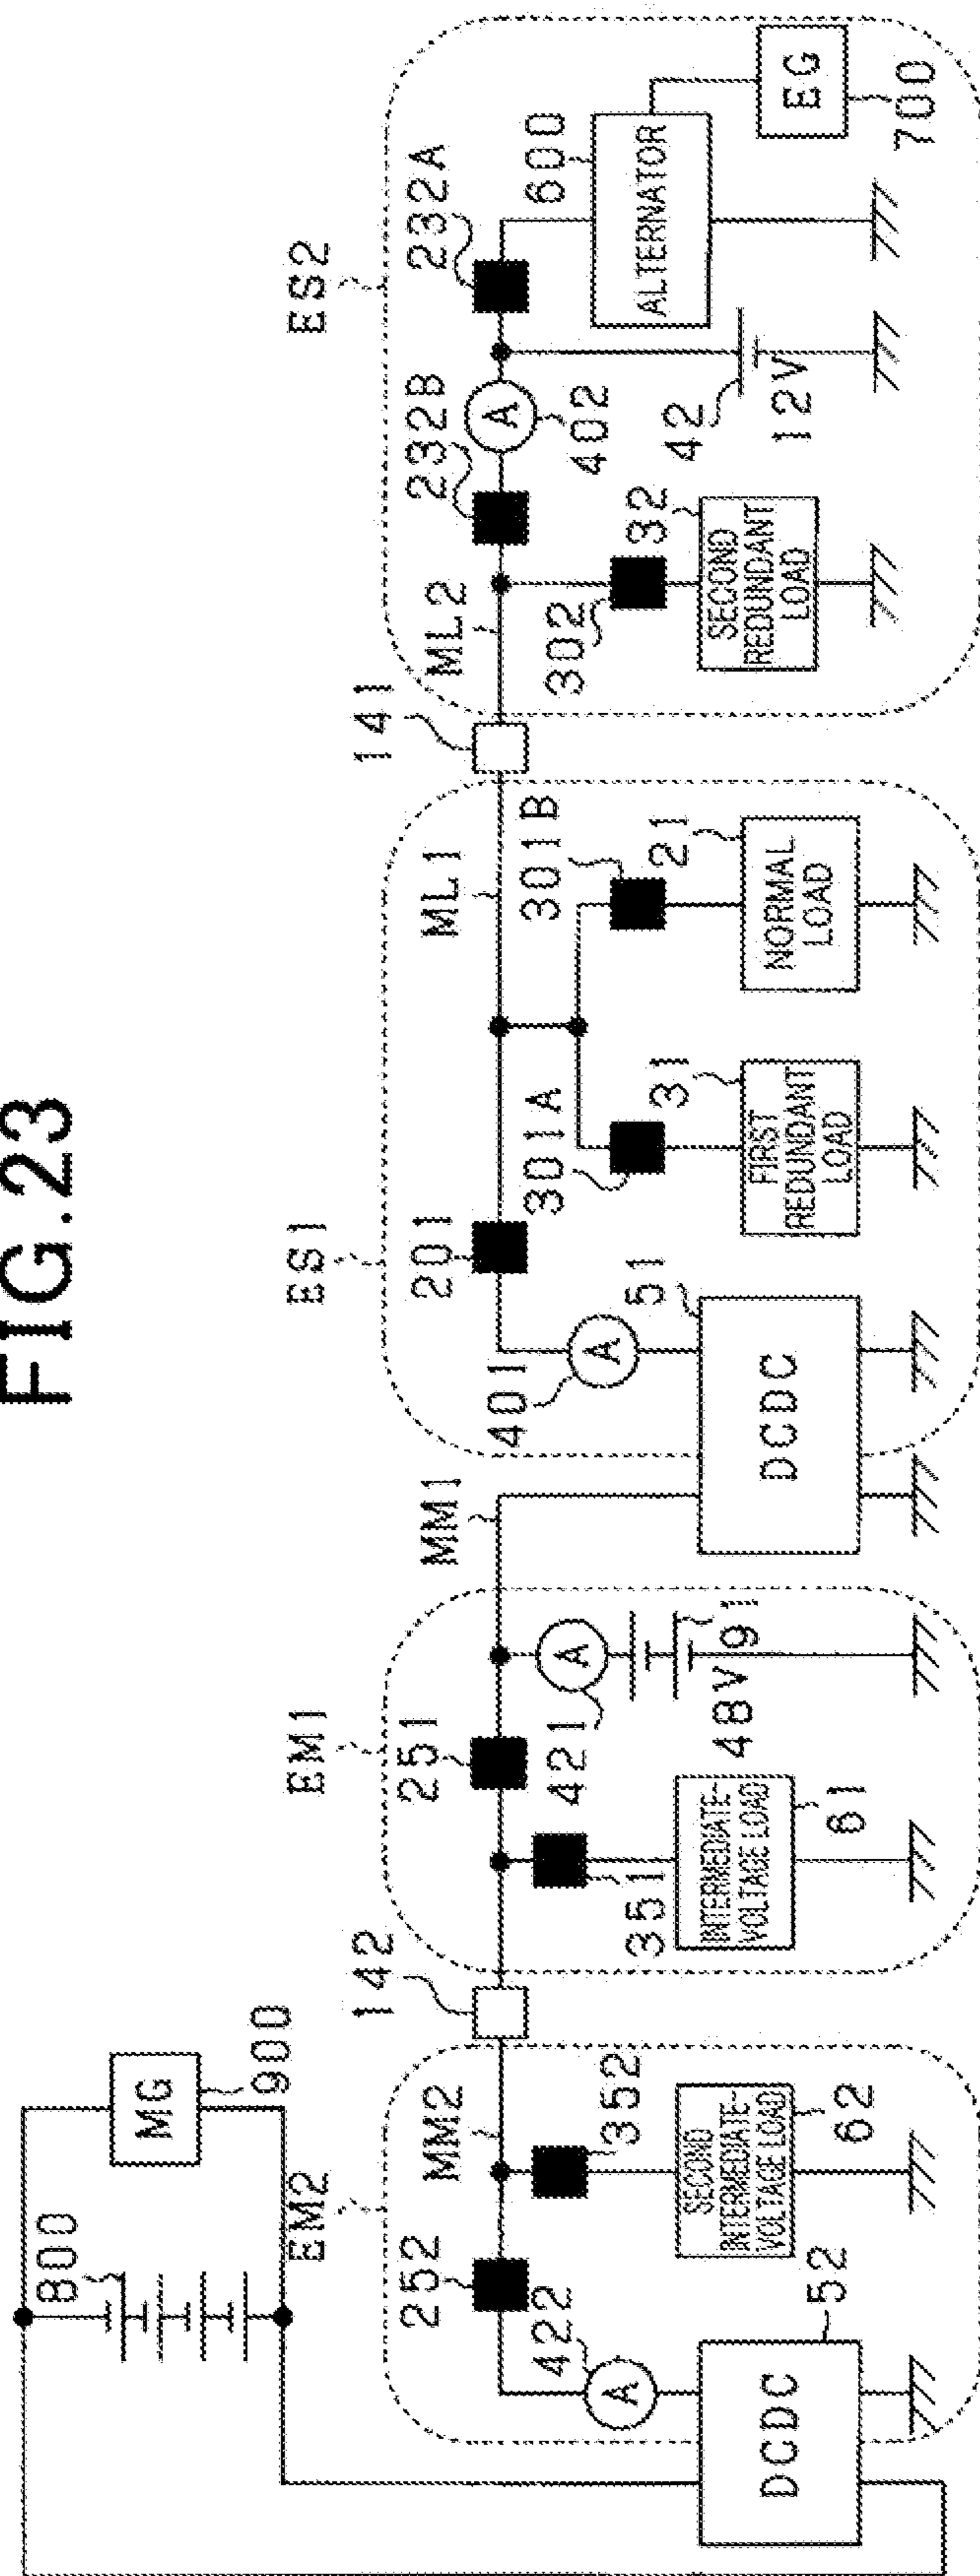 FIG.23
800
MG
900
EM2
252
MM2
422
A
352
SECOND
INTERMEDIATE-
VOLTAGE LOAD
62
DCDC
52
142
EM1
251
351
INTERMEDIATE-
VOLTAGE LOAD
61
421
A
48V
91
MM1
ES1
401
A
201
DCDC
51
301A
FIRST
REDUNDANT
LOAD
31
ML1
301B
NORMAL
LOAD
21
141
ES2
ML2
302
SECOND
REDUNDANT
LOAD
32
232B
A
402
42
12V
232A
600
ALTERNATOR
EG
700